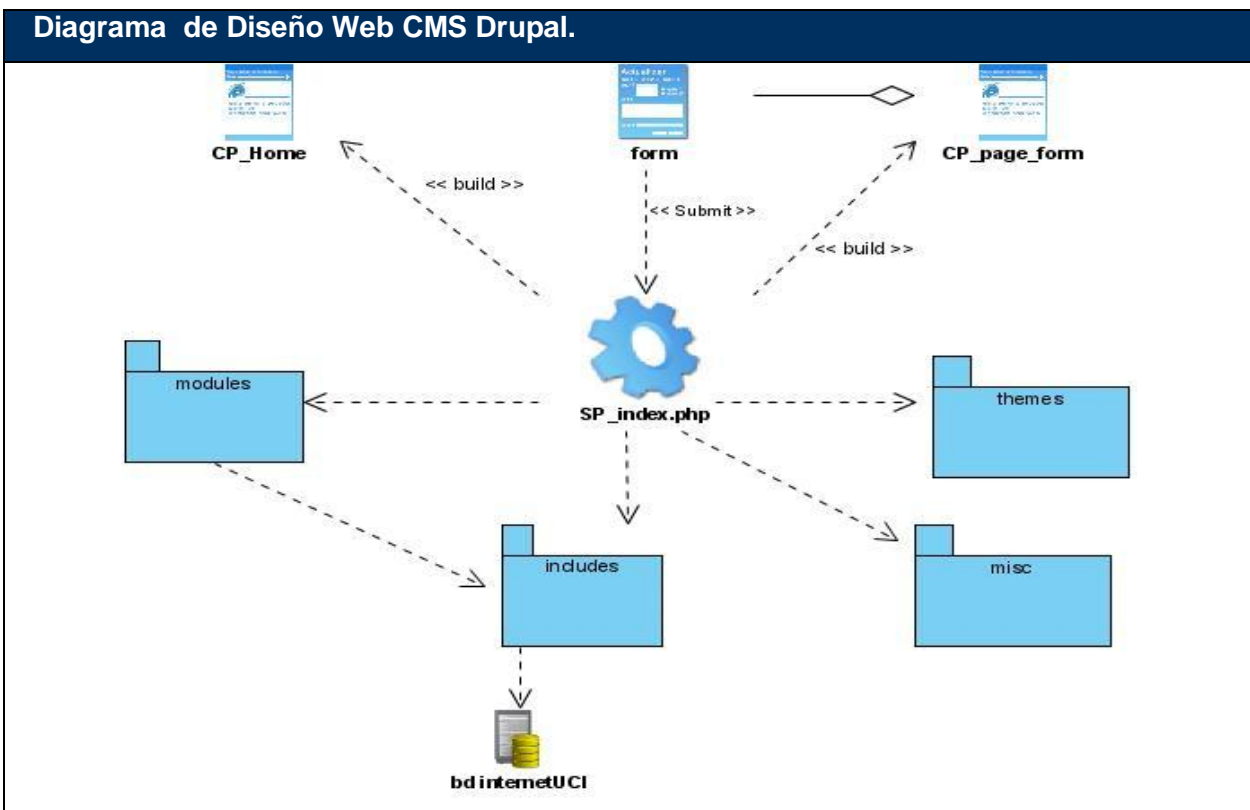 Diagrama de Diseño Web CMS Drupal.
Actualizar
CP_Home
form
CP_page_form
<< build >>
<< Submit >>
<< build >>
modules
SP_index.php
themes
includes
misc
bd internetUCI